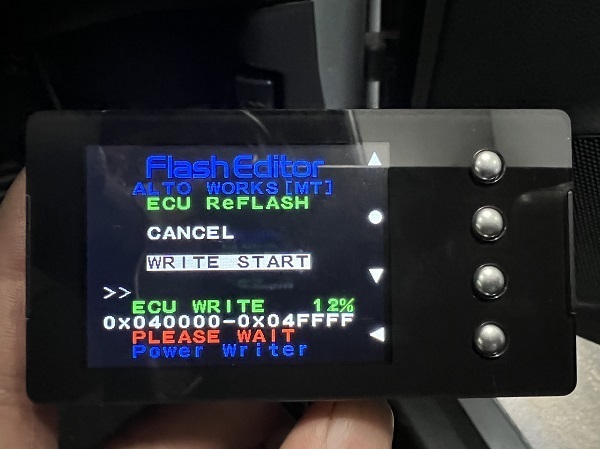 Flash Editor
ALTO WORKS[MT]
ECU ReFLASH
CANCEL
WRITE START
>>
ECU WRITE 12%
0x040000-0x04FFFF
PLEASE WAIT
Power Writer